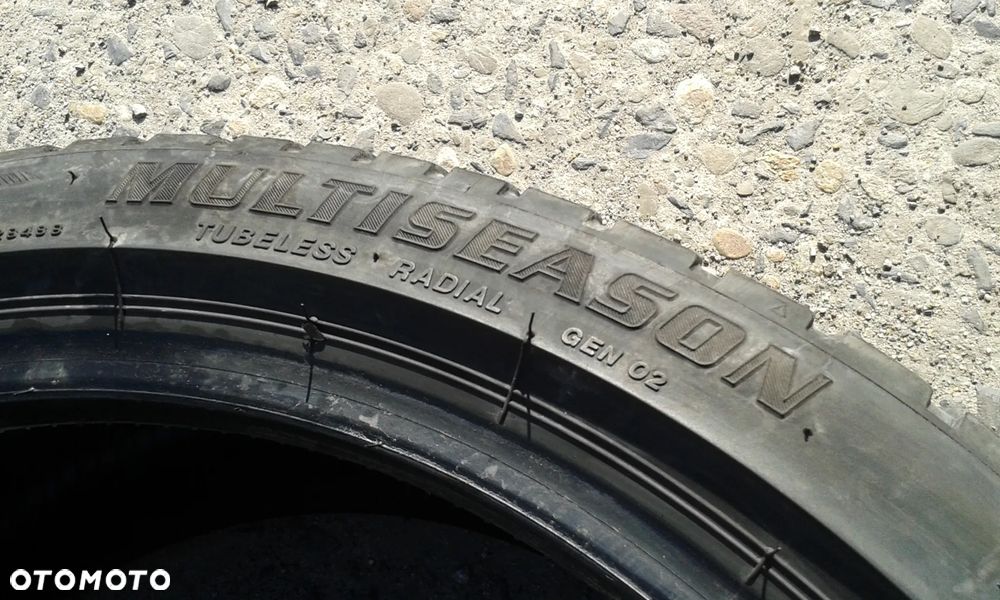 MULTISEASON
TUBELESS RADIAL GEN 02
OTOMOTO